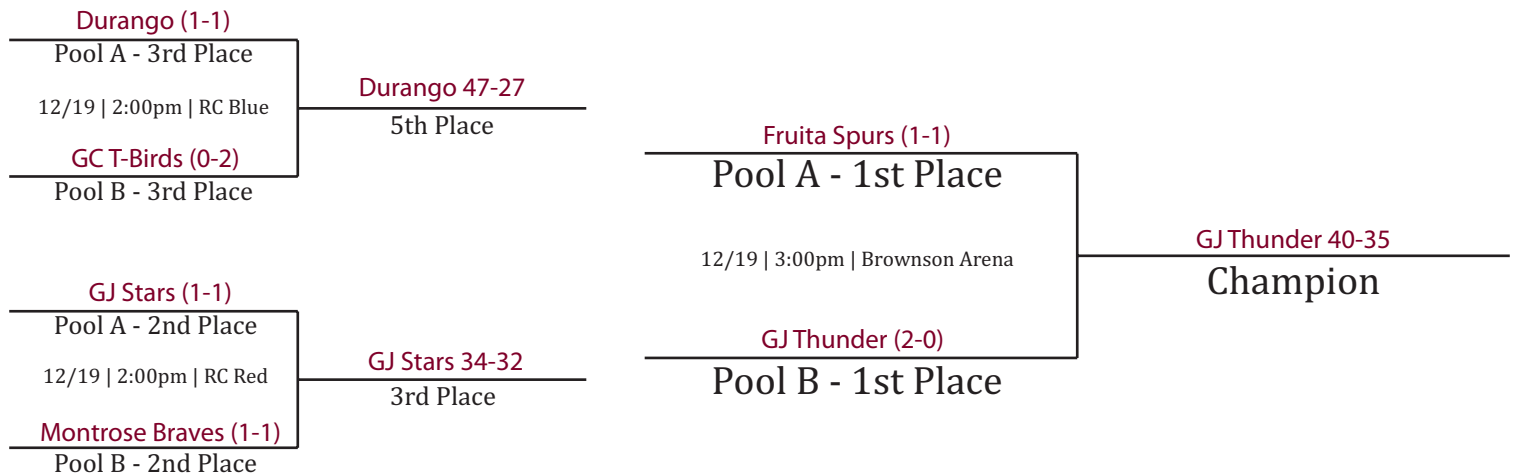 Durango (1-1)
Pool A - 3rd Place
12/19 | 2:00pm | RC Blue
GC T-Birds (0-2)
Pool B - 3rd Place
Durango 47-27
5th Place
GJ Stars (1-1)
Pool A - 2nd Place
12/19 | 2:00pm | RC Red
Montrose Braves (1-1)
Pool B - 2nd Place
GJ Stars 34-32
3rd Place
Fruita Spurs (1-1)
Pool A - 1st Place
12/19 | 3:00pm | Brownson Arena
GJ Thunder (2-0)
Pool B - 1st Place
GJ Thunder 40-35
Champion